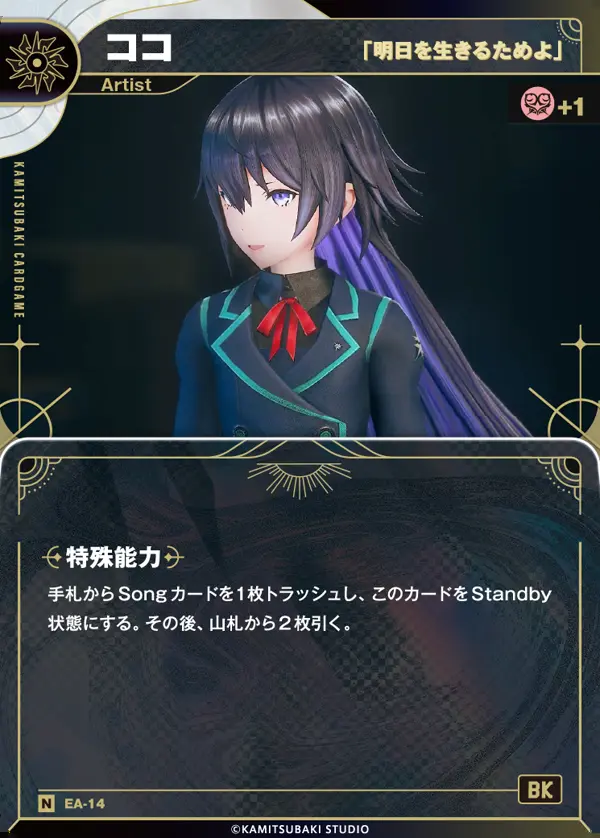 ココ
「明日を生きるためよ」
Artist
+1
KAMITSUBAKI CARDGAME
特殊能力
手札からSongカードを1枚トラッシュし、このカードをStandby
状態にする。その後、山札から2枚引く。
BK
N EA-14
©KAMITSUBAKI STUDIO